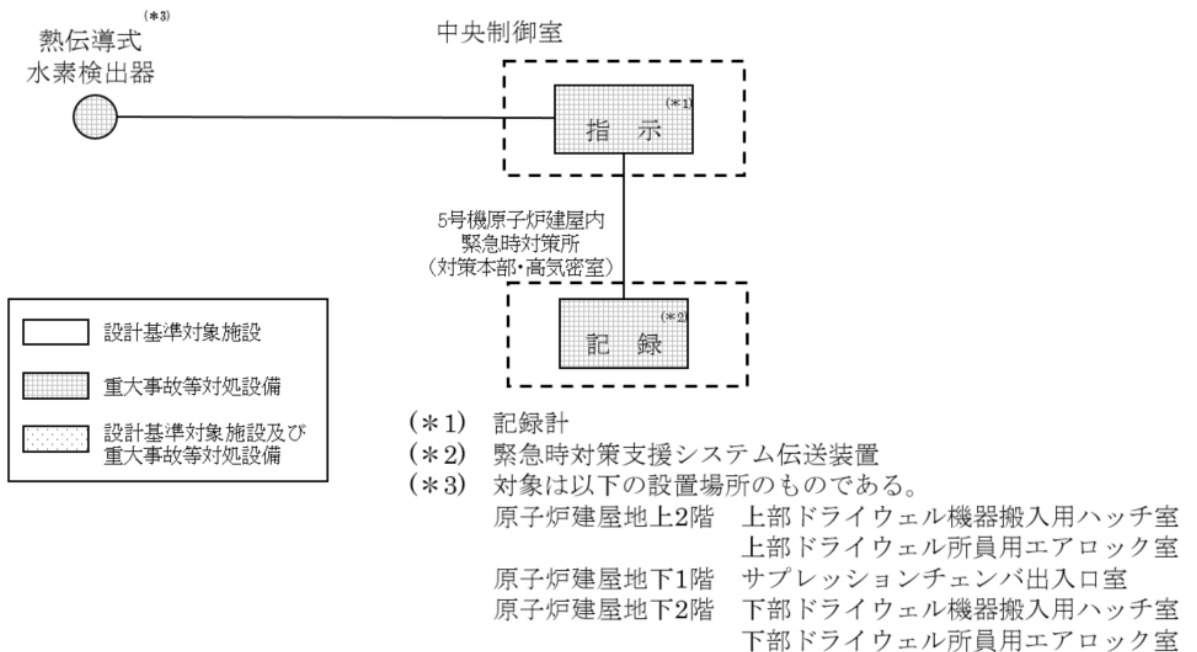 (*3)
熱伝導式
水素検出器
中央制御室
(*1)
指 示
5号機原子炉建屋内
緊急時対策所
(対策本部・高気密室)
(*2)
記 録
設計基準対象施設
重大事故等対処設備
設計基準対象施設及び
重大事故等対処設備
(*1) 記録計
(*2) 緊急時対策支援システム伝送装置
(*3) 対象は以下の設置場所のものである。
原子炉建屋地上2階 上部ドライウェル機器搬入用ハッチ室
上部ドライウェル所員用エアロック室
原子炉建屋地下1階 サプレッションチェンバ出入口室
原子炉建屋地下2階 下部ドライウェル機器搬入用ハッチ室
下部ドライウェル所員用エアロック室